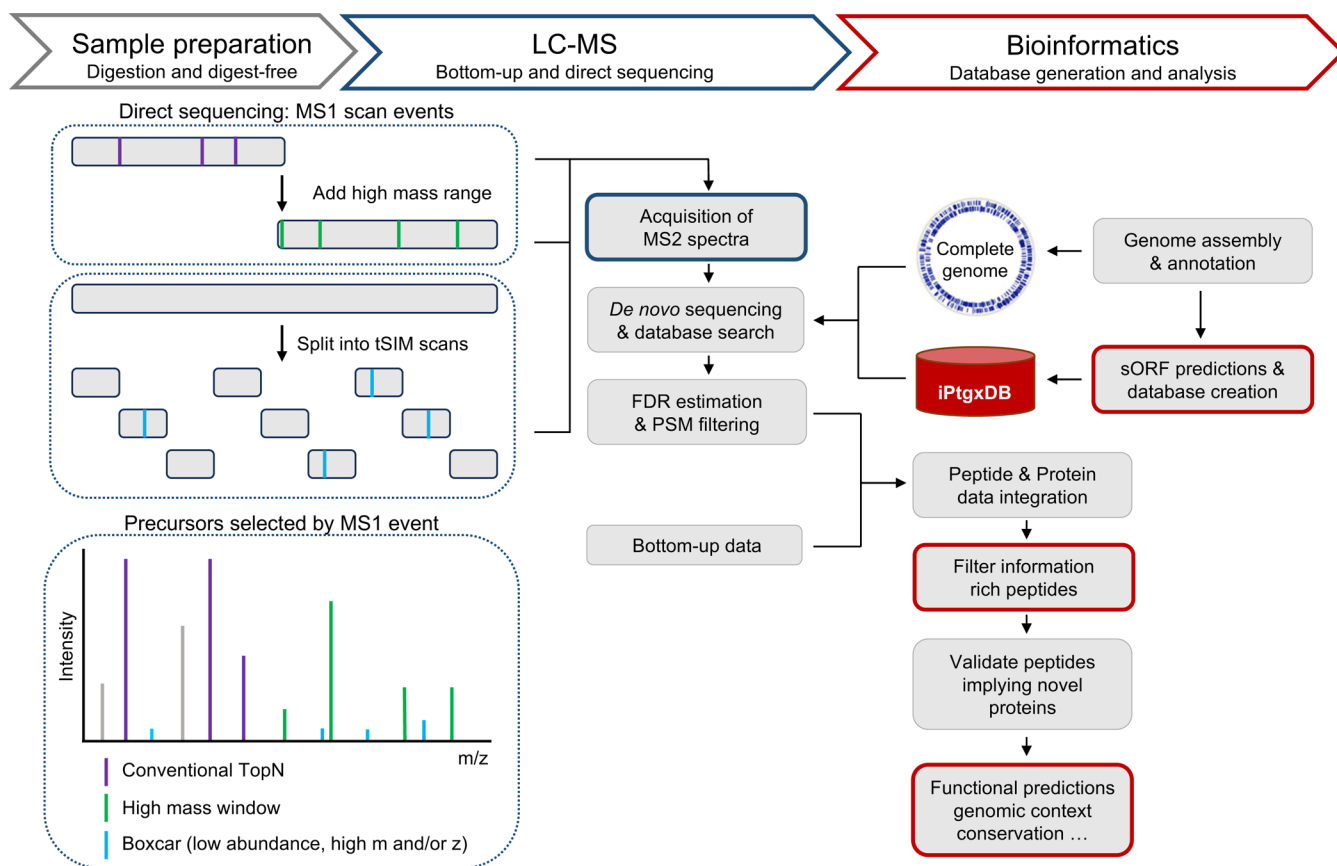 Sample preparation
Digestion and digest-free
LC-MS
Bottom-up and direct sequencing
Bioinformatics
Database generation and analysis
Direct sequencing: MS1 scan events
Add high mass range
Split into tSIM scans
Precursors selected by MS1 event
Intensity
m/z
Conventional TopN
High mass window
Boxcar (low abundance, high m and/or z)
Acquisition of
MS2 spectra
De novo sequencing
& database search
FDR estimation
& PSM filtering
Bottom-up data
Complete
genome
Genome assembly
& annotation
iPtgxDB
sORF predictions &
database creation
Peptide & Protein
data integration
Filter information
rich peptides
Validate peptides
implying novel
proteins
Functional predictions
genomic context
conservation ...